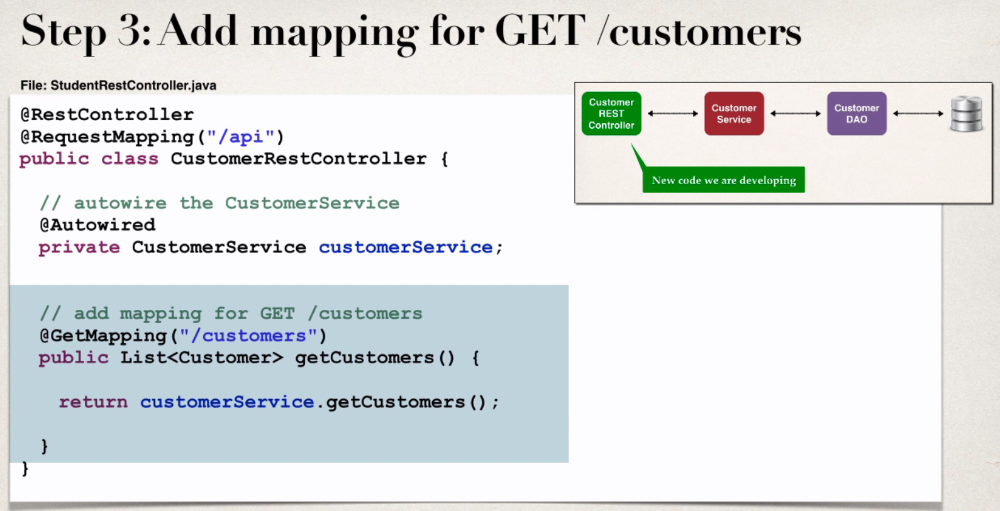 Step 3: Add mapping for GET /customers
File: StudentRestController.java
@RestController
@RequestMapping("/api")
public class CustomerRestController {
// autowire the CustomerService
@Autowired
private CustomerService customerService;
// add mapping for GET /customers
@GetMapping("/customers")
public List<Customer> getCustomers() {
return customerService.getCustomers();
}
}
Customer
REST
Controller
Customer
Service
Customer
DAO
New code we are developing